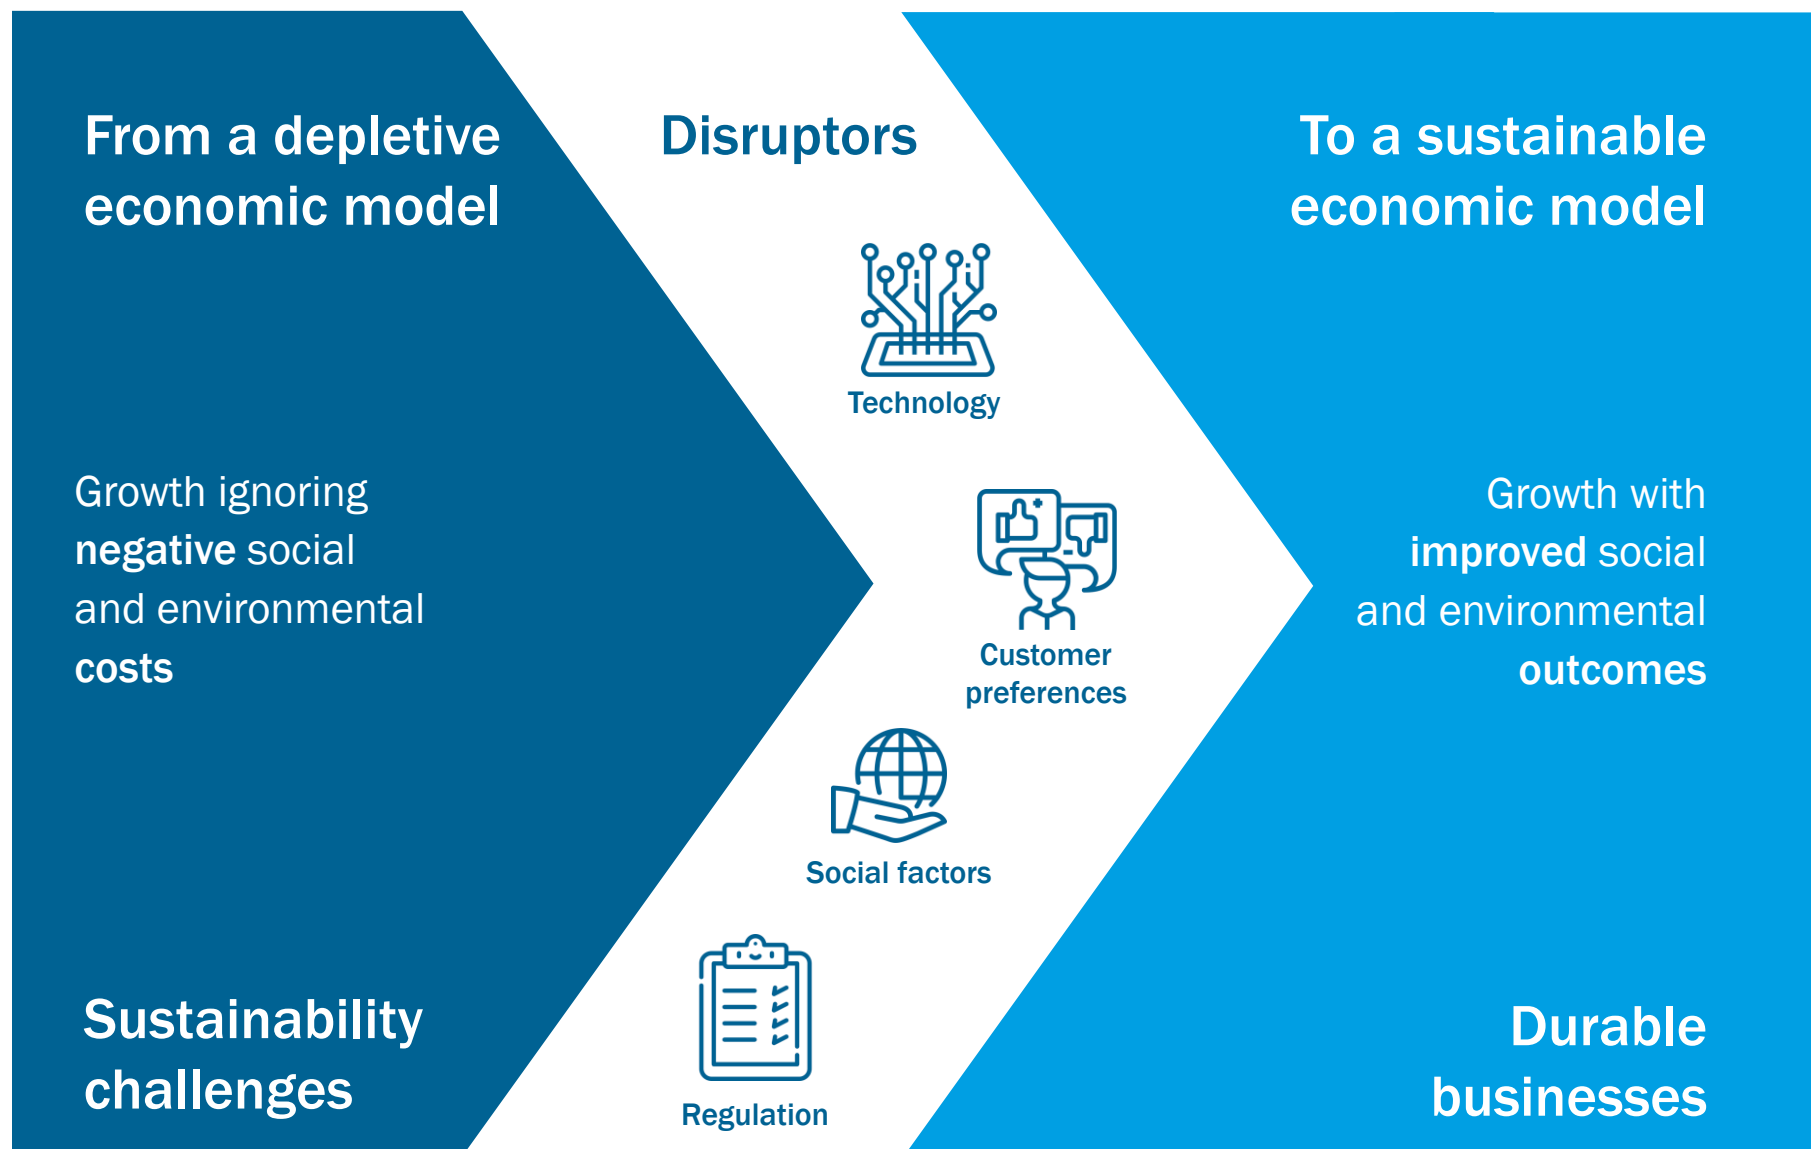 From a depletive
economic model
Growth ignoring
negative social
and environmental
costs
Sustainability
challenges
Disruptors
Technology
Customer
preferences
Social factors
Regulation
To a sustainable
economic model
Growth with
improved social
and environmental
outcomes
Durable
businesses